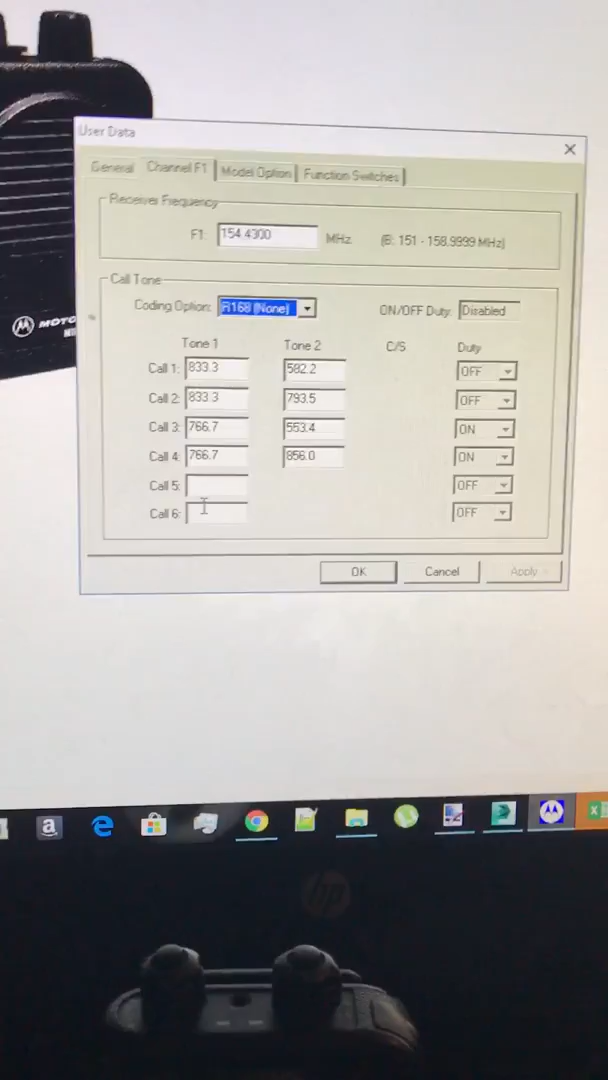 User Data
General Channel F1 Model Option Function Switches
Receiver Frequency
F1: 154.4300 MHz (B: 151 - 158.9999 MHz)
Call Tone
Coding Option: R168 (None) ON/OFF Duty: Disabled
Tone 1 Tone 2 C/S Duty
Call 1: 833.3 582.2 OFF
Call 2: 833.3 793.5 OFF
Call 3: 766.7 553.4 ON
Call 4: 766.7 856.0 ON
Call 5: OFF
Call 6: OFF
OK Cancel Apply
hp